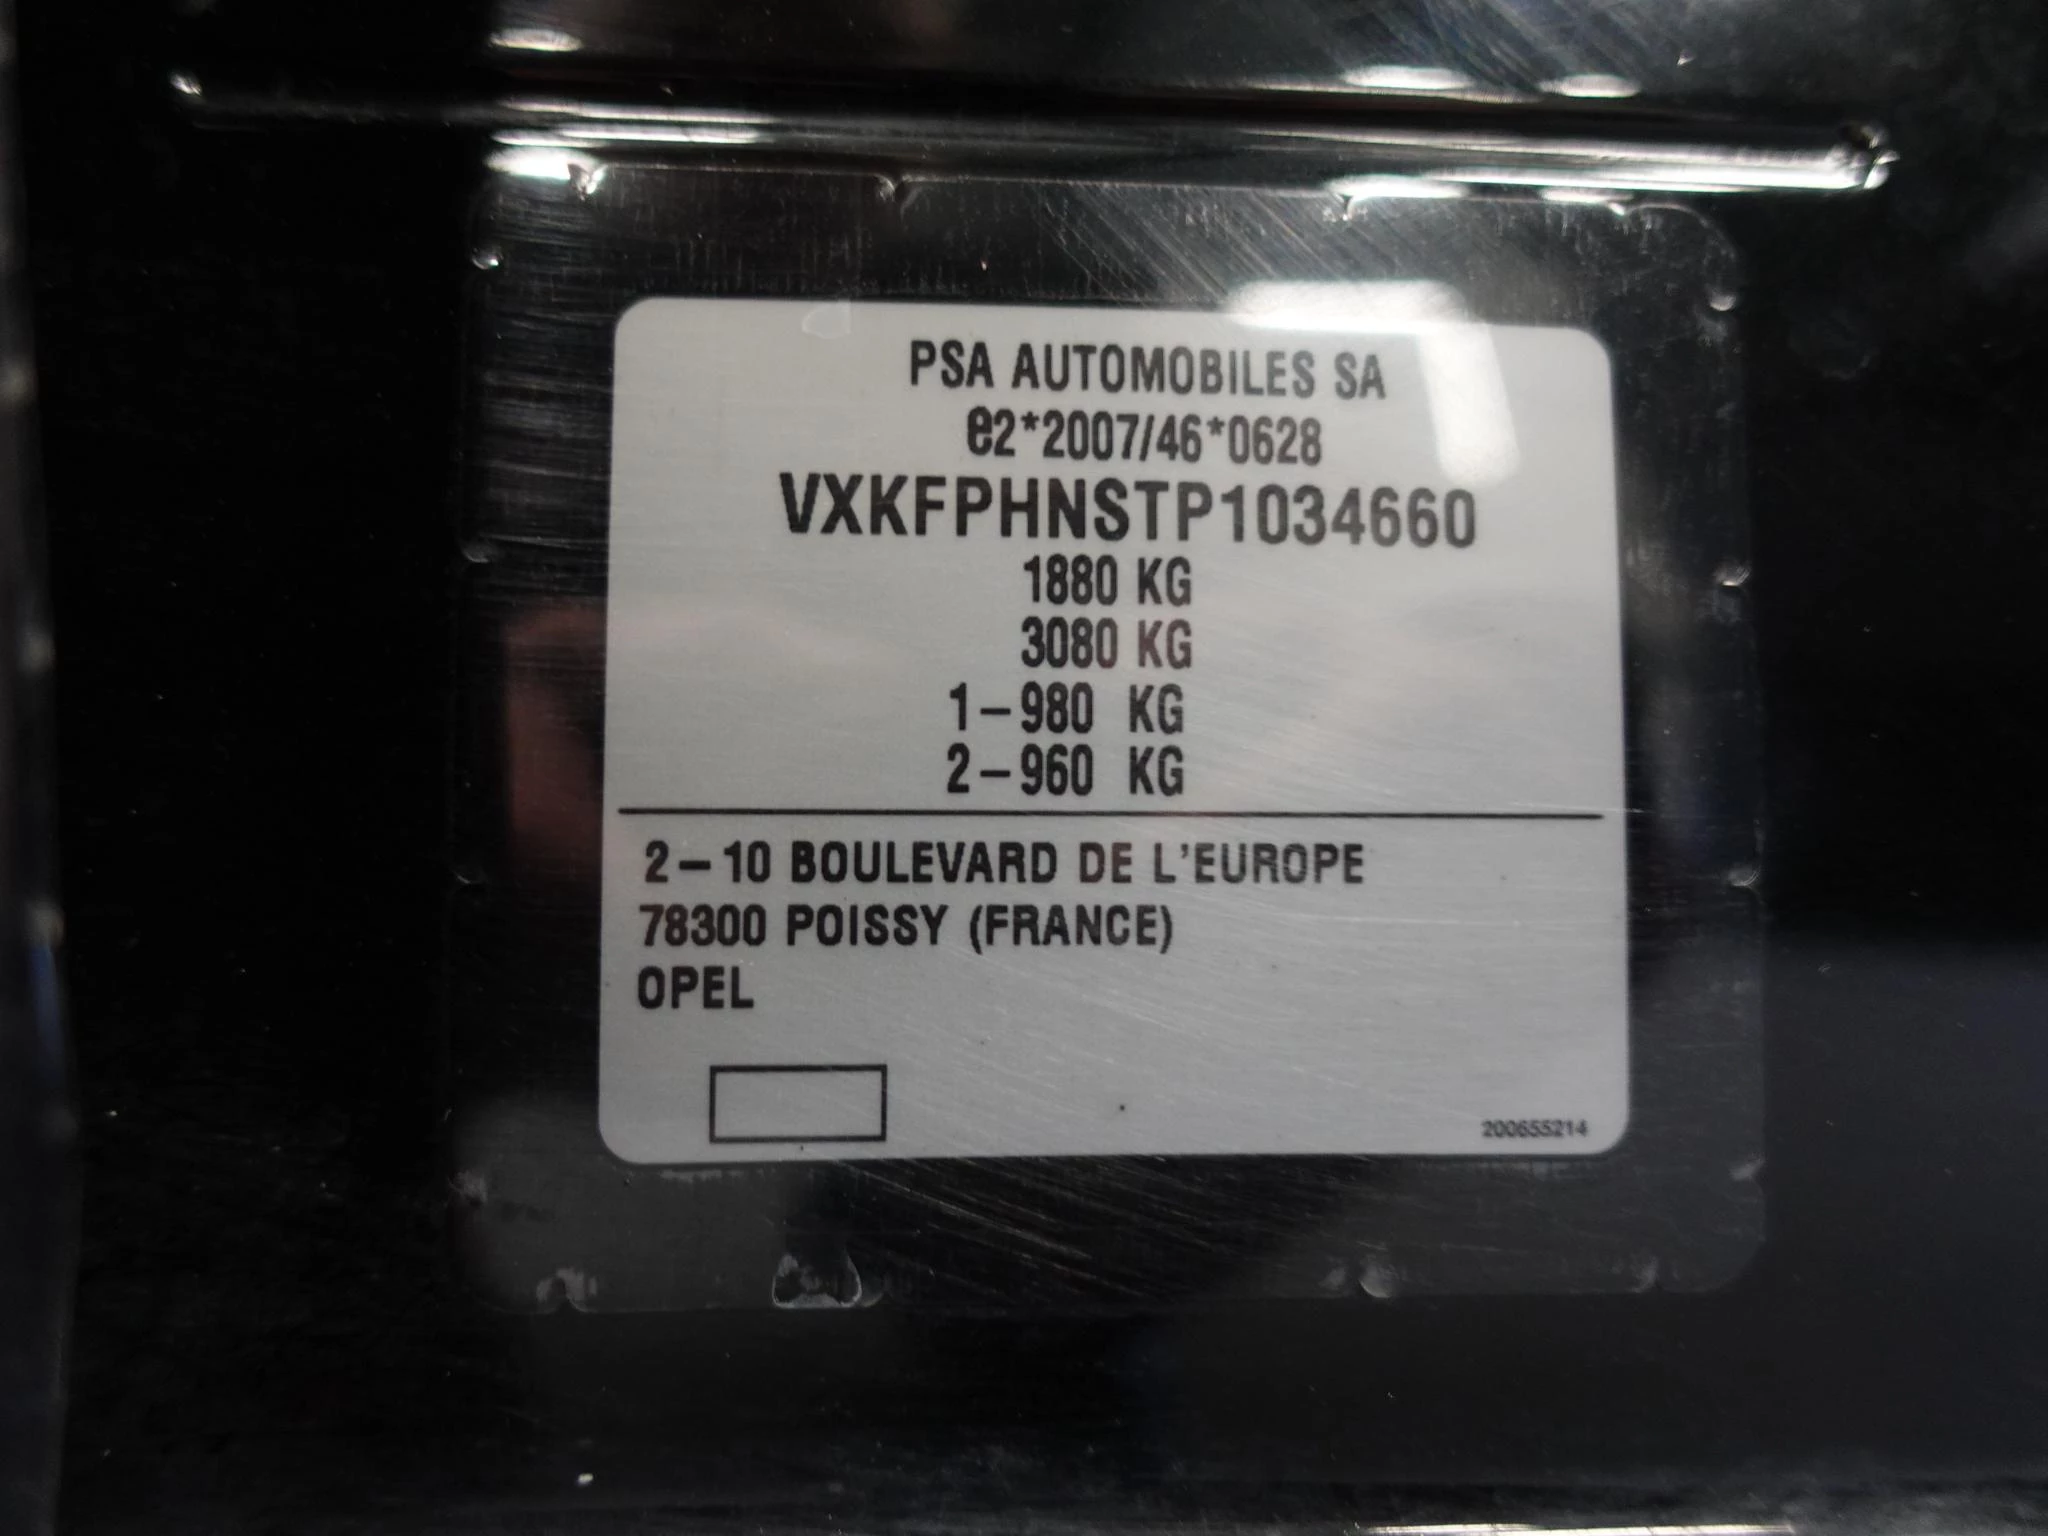 PSA AUTOMOBILES SA
e2*2007/46*0628
VXKFPHNSTP1034660
1880 KG
3080 KG
1-980 KG
2-960 KG
2-10 BOULEVARD DE L'EUROPE
78300 POISSY (FRANCE)
OPEL
200655214